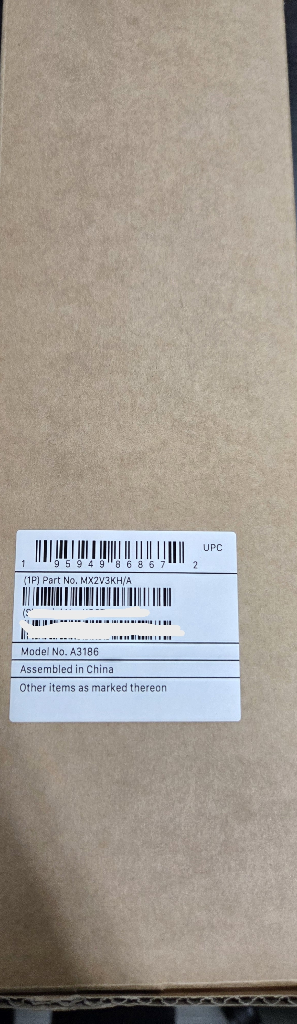 UPC
1 95949 86867 2
(1P) Part No. MX2V3KH/A
(S)
Model No. A3186
Assembled in China
Other items as marked thereon